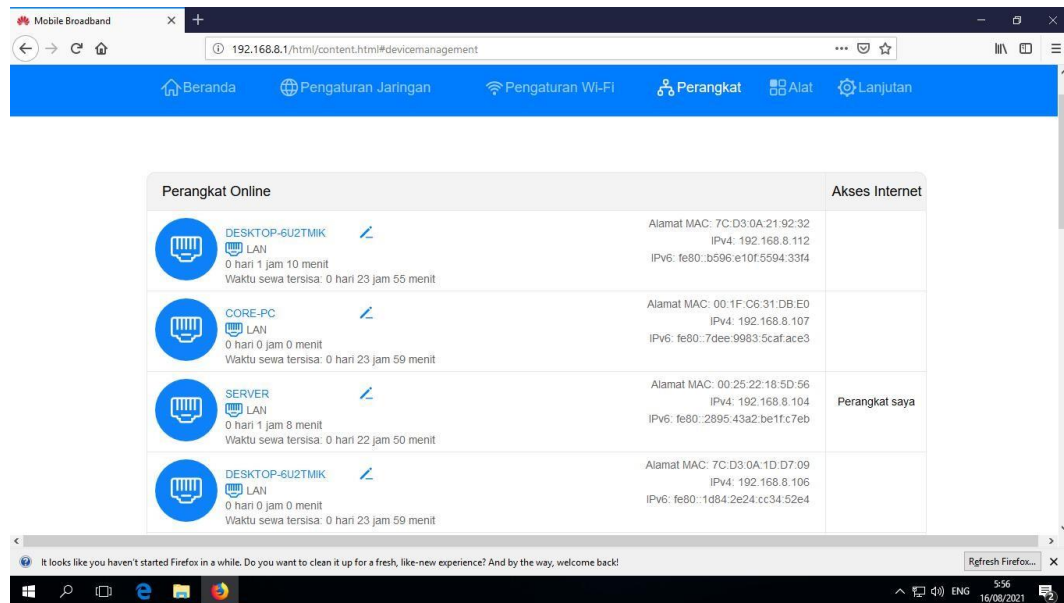 Mobile Broadband
192.168.8.1/html/content.html#devicemanagement
Beranda Pengaturan Jaringan Pengaturan Wi-Fi Perangkat Alat Lanjutan
Perangkat Online Akses Internet
DESKTOP-6U2TMIK
LAN
0 hari 1 jam 10 menit
Waktu sewa tersisa: 0 hari 23 jam 55 menit
Alamat MAC: 7C:D3:0A:21:92:32
IPv4: 192.168.8.112
IPv6: fe80::b596:e10f:5594:33f4
CORE-PC
LAN
0 hari 0 jam 0 menit
Waktu sewa tersisa: 0 hari 23 jam 59 menit
Alamat MAC: 00:1F:C6:31:DB:E0
IPv4: 192.168.8.107
IPv6: fe80::7dee:9983:5caf:ace3
SERVER
LAN
0 hari 1 jam 8 menit
Waktu sewa tersisa: 0 hari 22 jam 50 menit
Alamat MAC: 00:25:22:18:5D:56
IPv4: 192.168.8.104
IPv6: fe80::2895:43a2:be1f:c7eb
Perangkat saya
DESKTOP-6U2TMIK
LAN
0 hari 0 jam 0 menit
Waktu sewa tersisa: 0 hari 23 jam 59 menit
Alamat MAC: 7C:D3:0A:1D:D7:09
IPv4: 192.168.8.106
IPv6: fe80::1d84:2e24:cc34:52e4
It looks like you haven't started Firefox in a while. Do you want to clean it up for a fresh, like-new experience? And by the way, welcome back!
Refresh Firefox...
ENG
5:56
16/08/2021
2